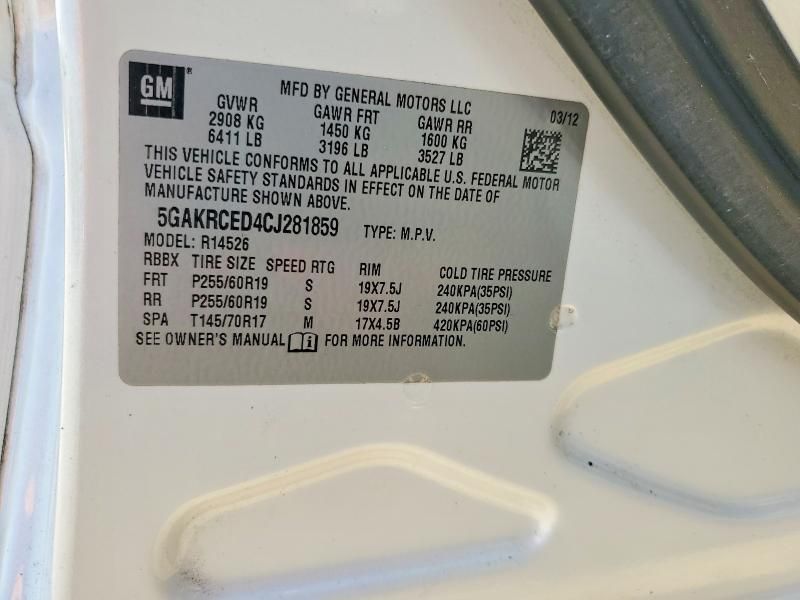 GM®
MFD BY GENERAL MOTORS LLC
03/12
GVWR GAWR FRT GAWR RR
2908 KG 1450 KG 1600 KG
6411 LB 3196 LB 3527 LB
THIS VEHICLE CONFORMS TO ALL APPLICABLE U.S. FEDERAL MOTOR
VEHICLE SAFETY STANDARDS IN EFFECT ON THE DATE OF
MANUFACTURE SHOWN ABOVE.
5GAKRCED4CJ281859 TYPE: M.P.V.
MODEL: R14526
RBBX TIRE SIZE SPEED RTG RIM COLD TIRE PRESSURE
FRT P255/60R19 S 19X7.5J 240KPA(35PSI)
RR P255/60R19 S 19X7.5J 240KPA(35PSI)
SPA T145/70R17 M 17X4.5B 420KPA(60PSI)
SEE OWNER'S MANUAL i FOR MORE INFORMATION.